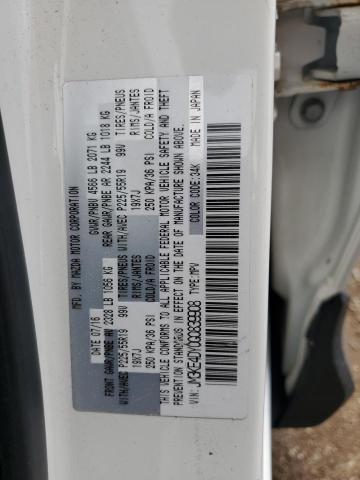 MFD. BY MAZDA MOTOR CORPORATION
07/16 GVWR/PNBV 4566 LB 2071 KG
FRONT GAWR/PNBE AV 2328 LB 1056 KG REAR GAWR/PNBE AR 2244 LB 1018 KG
WITH/AVEC P225/55R19 99V TIRES/PNEUS WITH/AVEC P225/55R19 99V TIRES/PNEUS
19X7J RIMS/JANTES 19X7J RIMS/JANTES
250 KPA/36 PSI COLD/A FROID 250 KPA/36 PSI COLD/A FROID
THIS VEHICLE CONFORMS TO ALL APPLICABLE FEDERAL MOTOR VEHICLE SAFETY AND THEFT
PREVENTION STANDARDS IN EFFECT ON THE DATE OF MANUFACTURE SHOWN ABOVE.
COLOR CODE:34K MADE IN JAPAN
VIN: JM3KE4DY0G0839908 TYPE:MPV